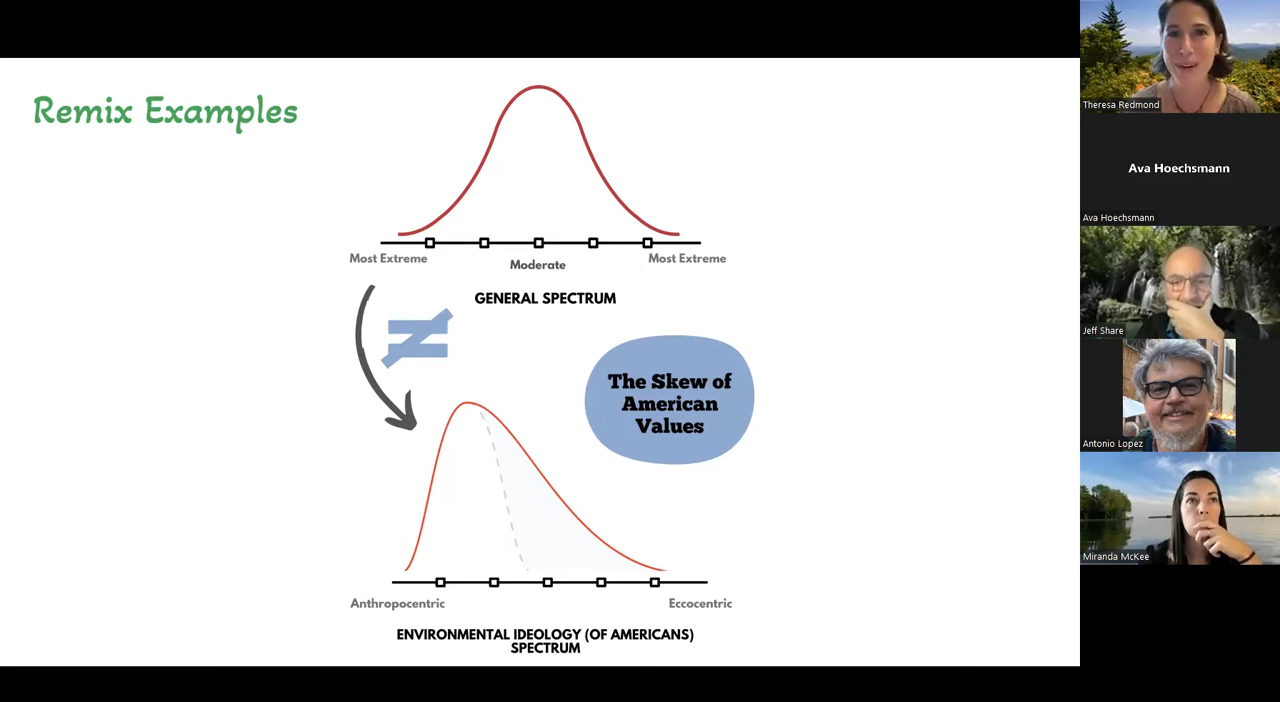 Remix Examples
Most Extreme
Moderate
Most Extreme
GENERAL SPECTRUM
The Skew of
American
Values
Anthropocentric
Eccocentric
ENVIRONMENTAL IDEOLOGY (OF AMERICANS)
SPECTRUM
Theresa Redmond
Ava Hoechsmann
Ava Hoechsmann
Jeff Share
Antonio Lopez
Miranda McKee